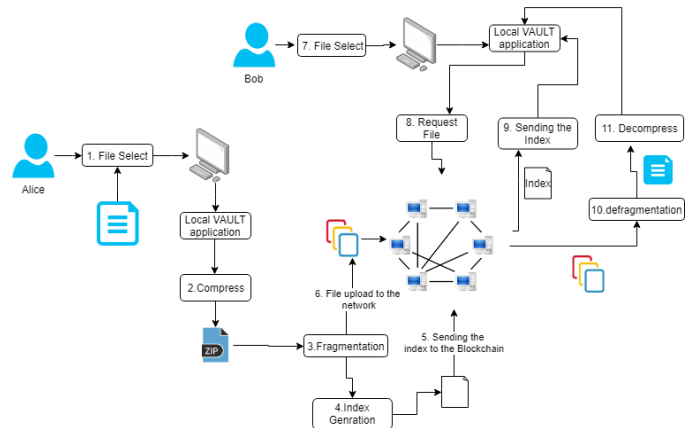 7. File Select
Local VAULT
application
Bob
8. Request
File
9. Sending the
Index
11. Decompress
1. File Select
Alice
Index
Local VAULT
application
10.defragmentation
2.Compress
6. File upload to the
network
ZIP
3.Fragmentation
5. Sending the
index to the Blockchain
4.Index
Genration